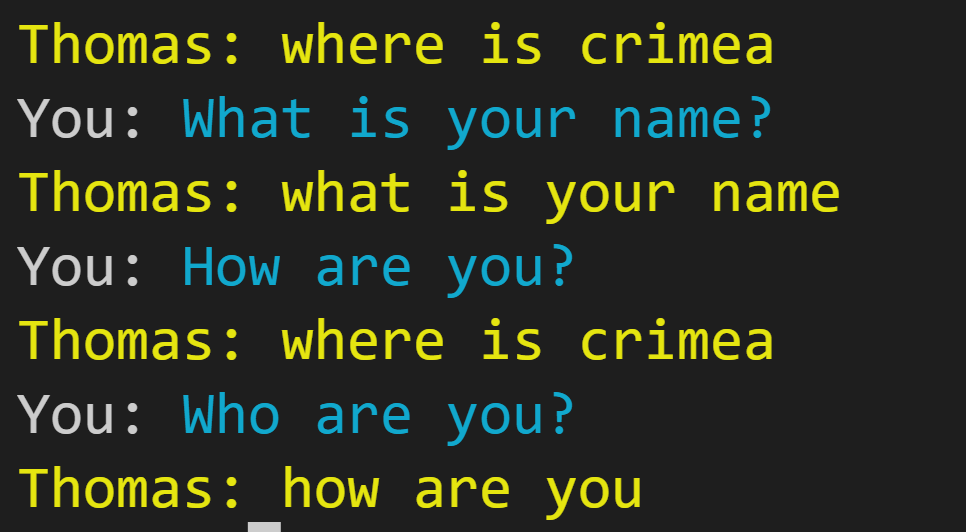 Thomas: where is crimea
You: What is your name?
Thomas: what is your name
You: How are you?
Thomas: where is crimea
You: Who are you?
Thomas: how are you